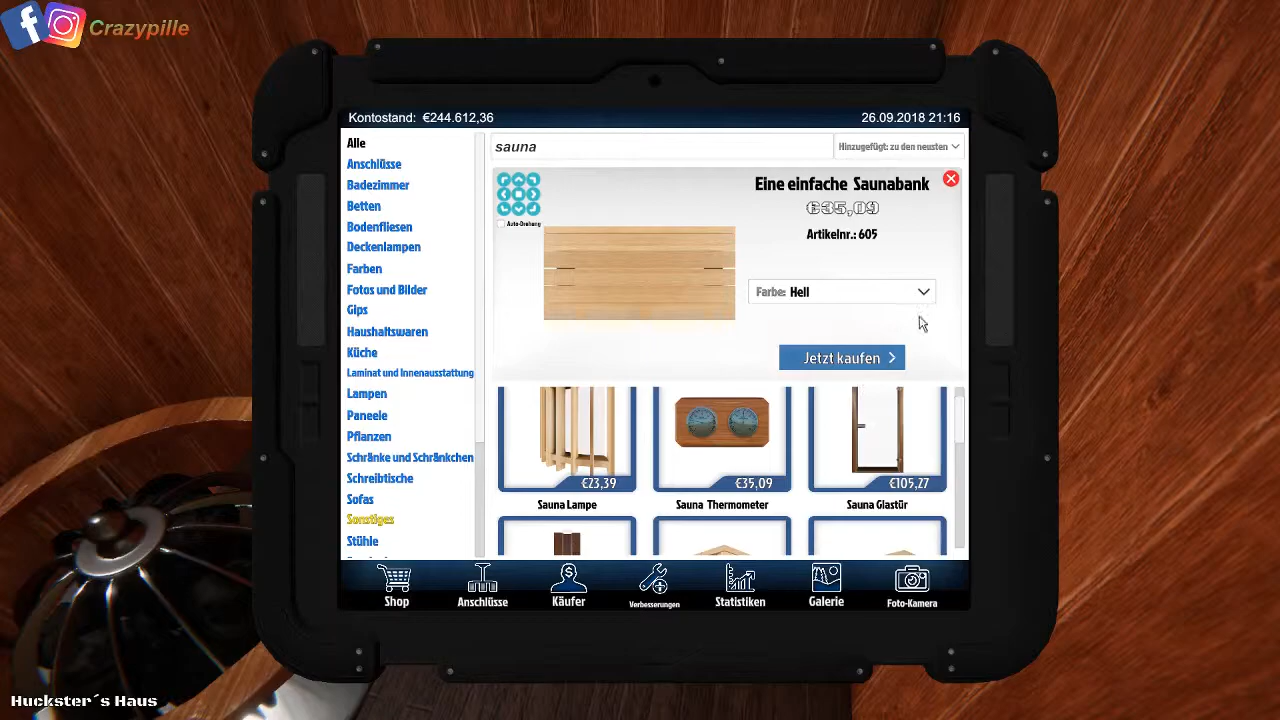 Crazypille
Kontostand: €244.612,36
26.09.2018 21:16
Alle
Anschlüsse
Badezimmer
Betten
Bodenfliesen
Deckenlampen
Farben
Fotos und Bilder
Gips
Haushaltswaren
Küche
Laminat und Innenausstattung
Lampen
Paneele
Pflanzen
Schränke und Schränkchen
Schreibtische
Sofas
Sonstiges
Stühle
sauna
Hinzugefügt: zu den neusten
Auto-Drehung
Eine einfache Saunabank
€35,09
Artikelnr.: 605
Farbe: Hell
Jetzt kaufen
€23,39
Sauna Lampe
€35,09
Sauna Thermometer
€105,27
Sauna Glastür
Shop
Anschlüsse
Käufer
Verbesserungen
Statistiken
Galerie
Foto-Kamera
Huckster´s Haus